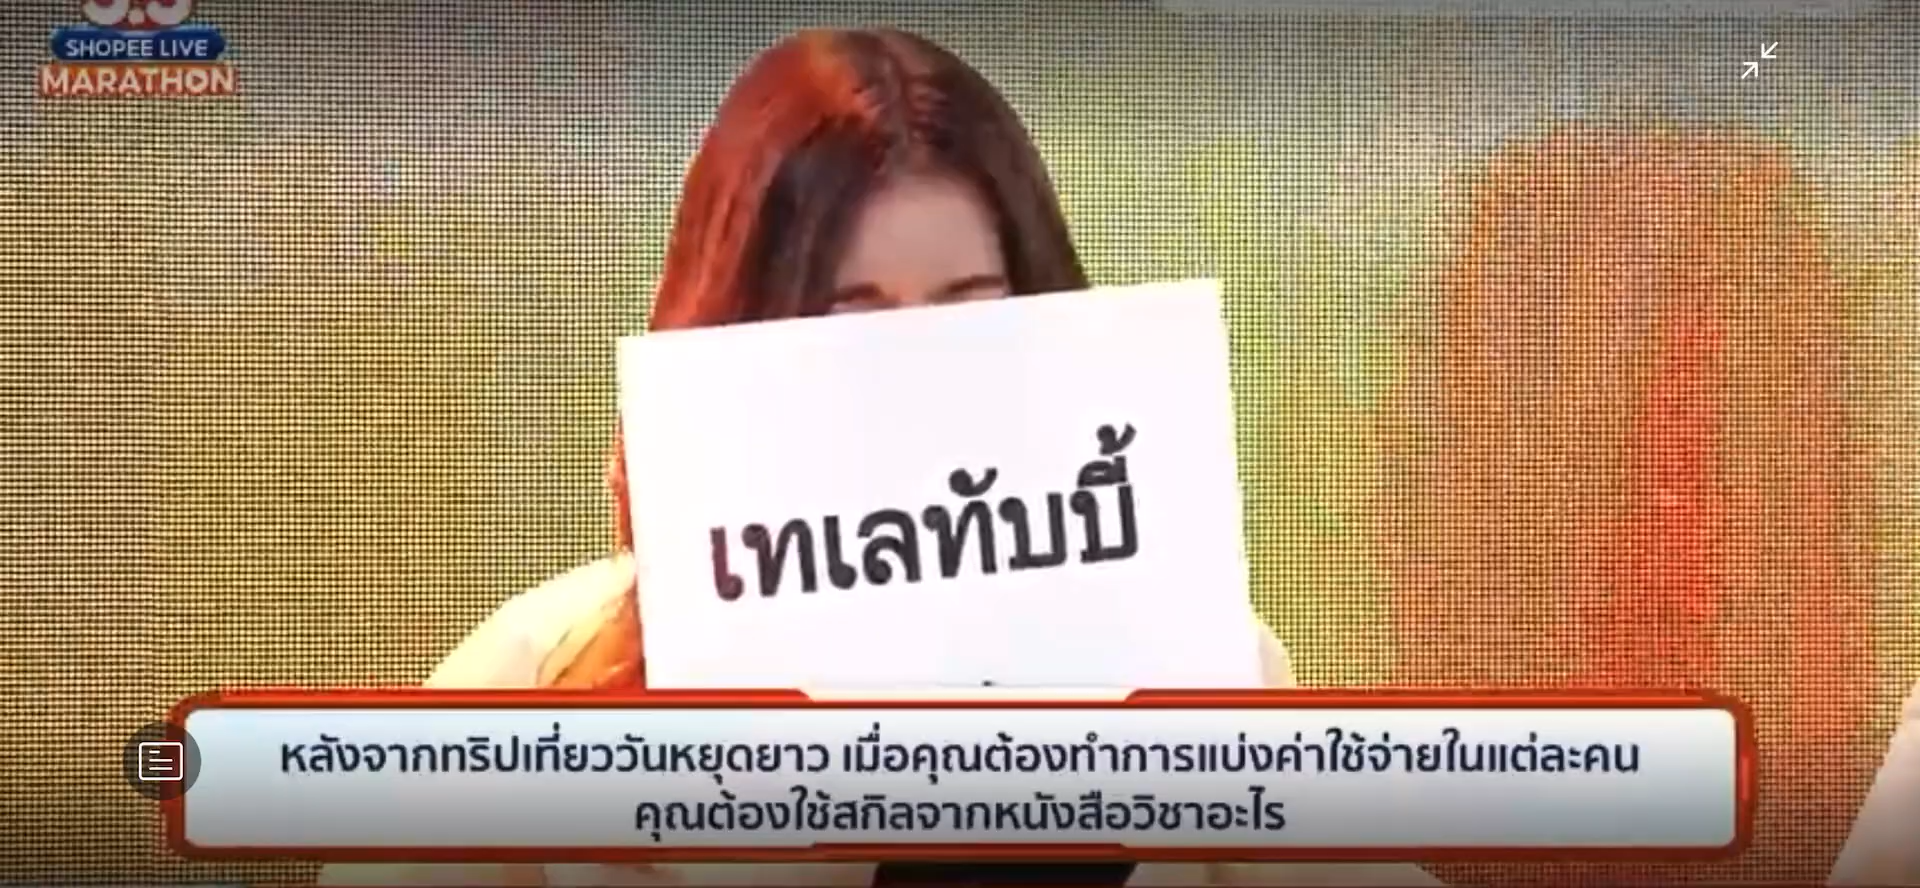 SHOPEE LIVE
MARATHON
เทเลทับบี้
หลังจากทริปเที่ยววันหยุดยาว เมื่อคุณต้องทำการแบ่งค่าใช้จ่ายในแต่ละคน
คุณต้องใช้สกิลจากหนังสือวิชาอะไร